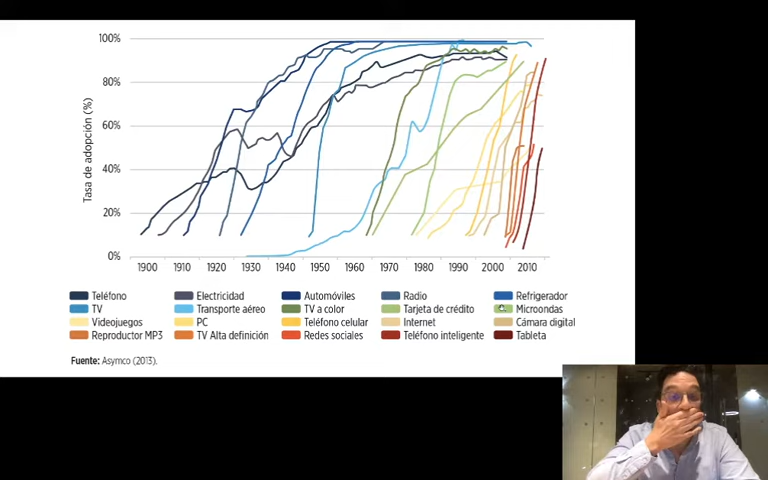 100%
80%
60%
40%
20%
0%
Tasa de adopción (%)
1900 1910 1920 1930 1940 1950 1960 1970 1980 1990 2000 2010
Teléfono Electricidad Automóviles Radio Refrigerador
TV Transporte aéreo TV a color Tarjeta de crédito Microondas
Videojuegos PC Teléfono celular Internet Cámara digital
Reproductor MP3 TV Alta definición Redes sociales Teléfono inteligente Tableta
Fuente: Asymco (2013).